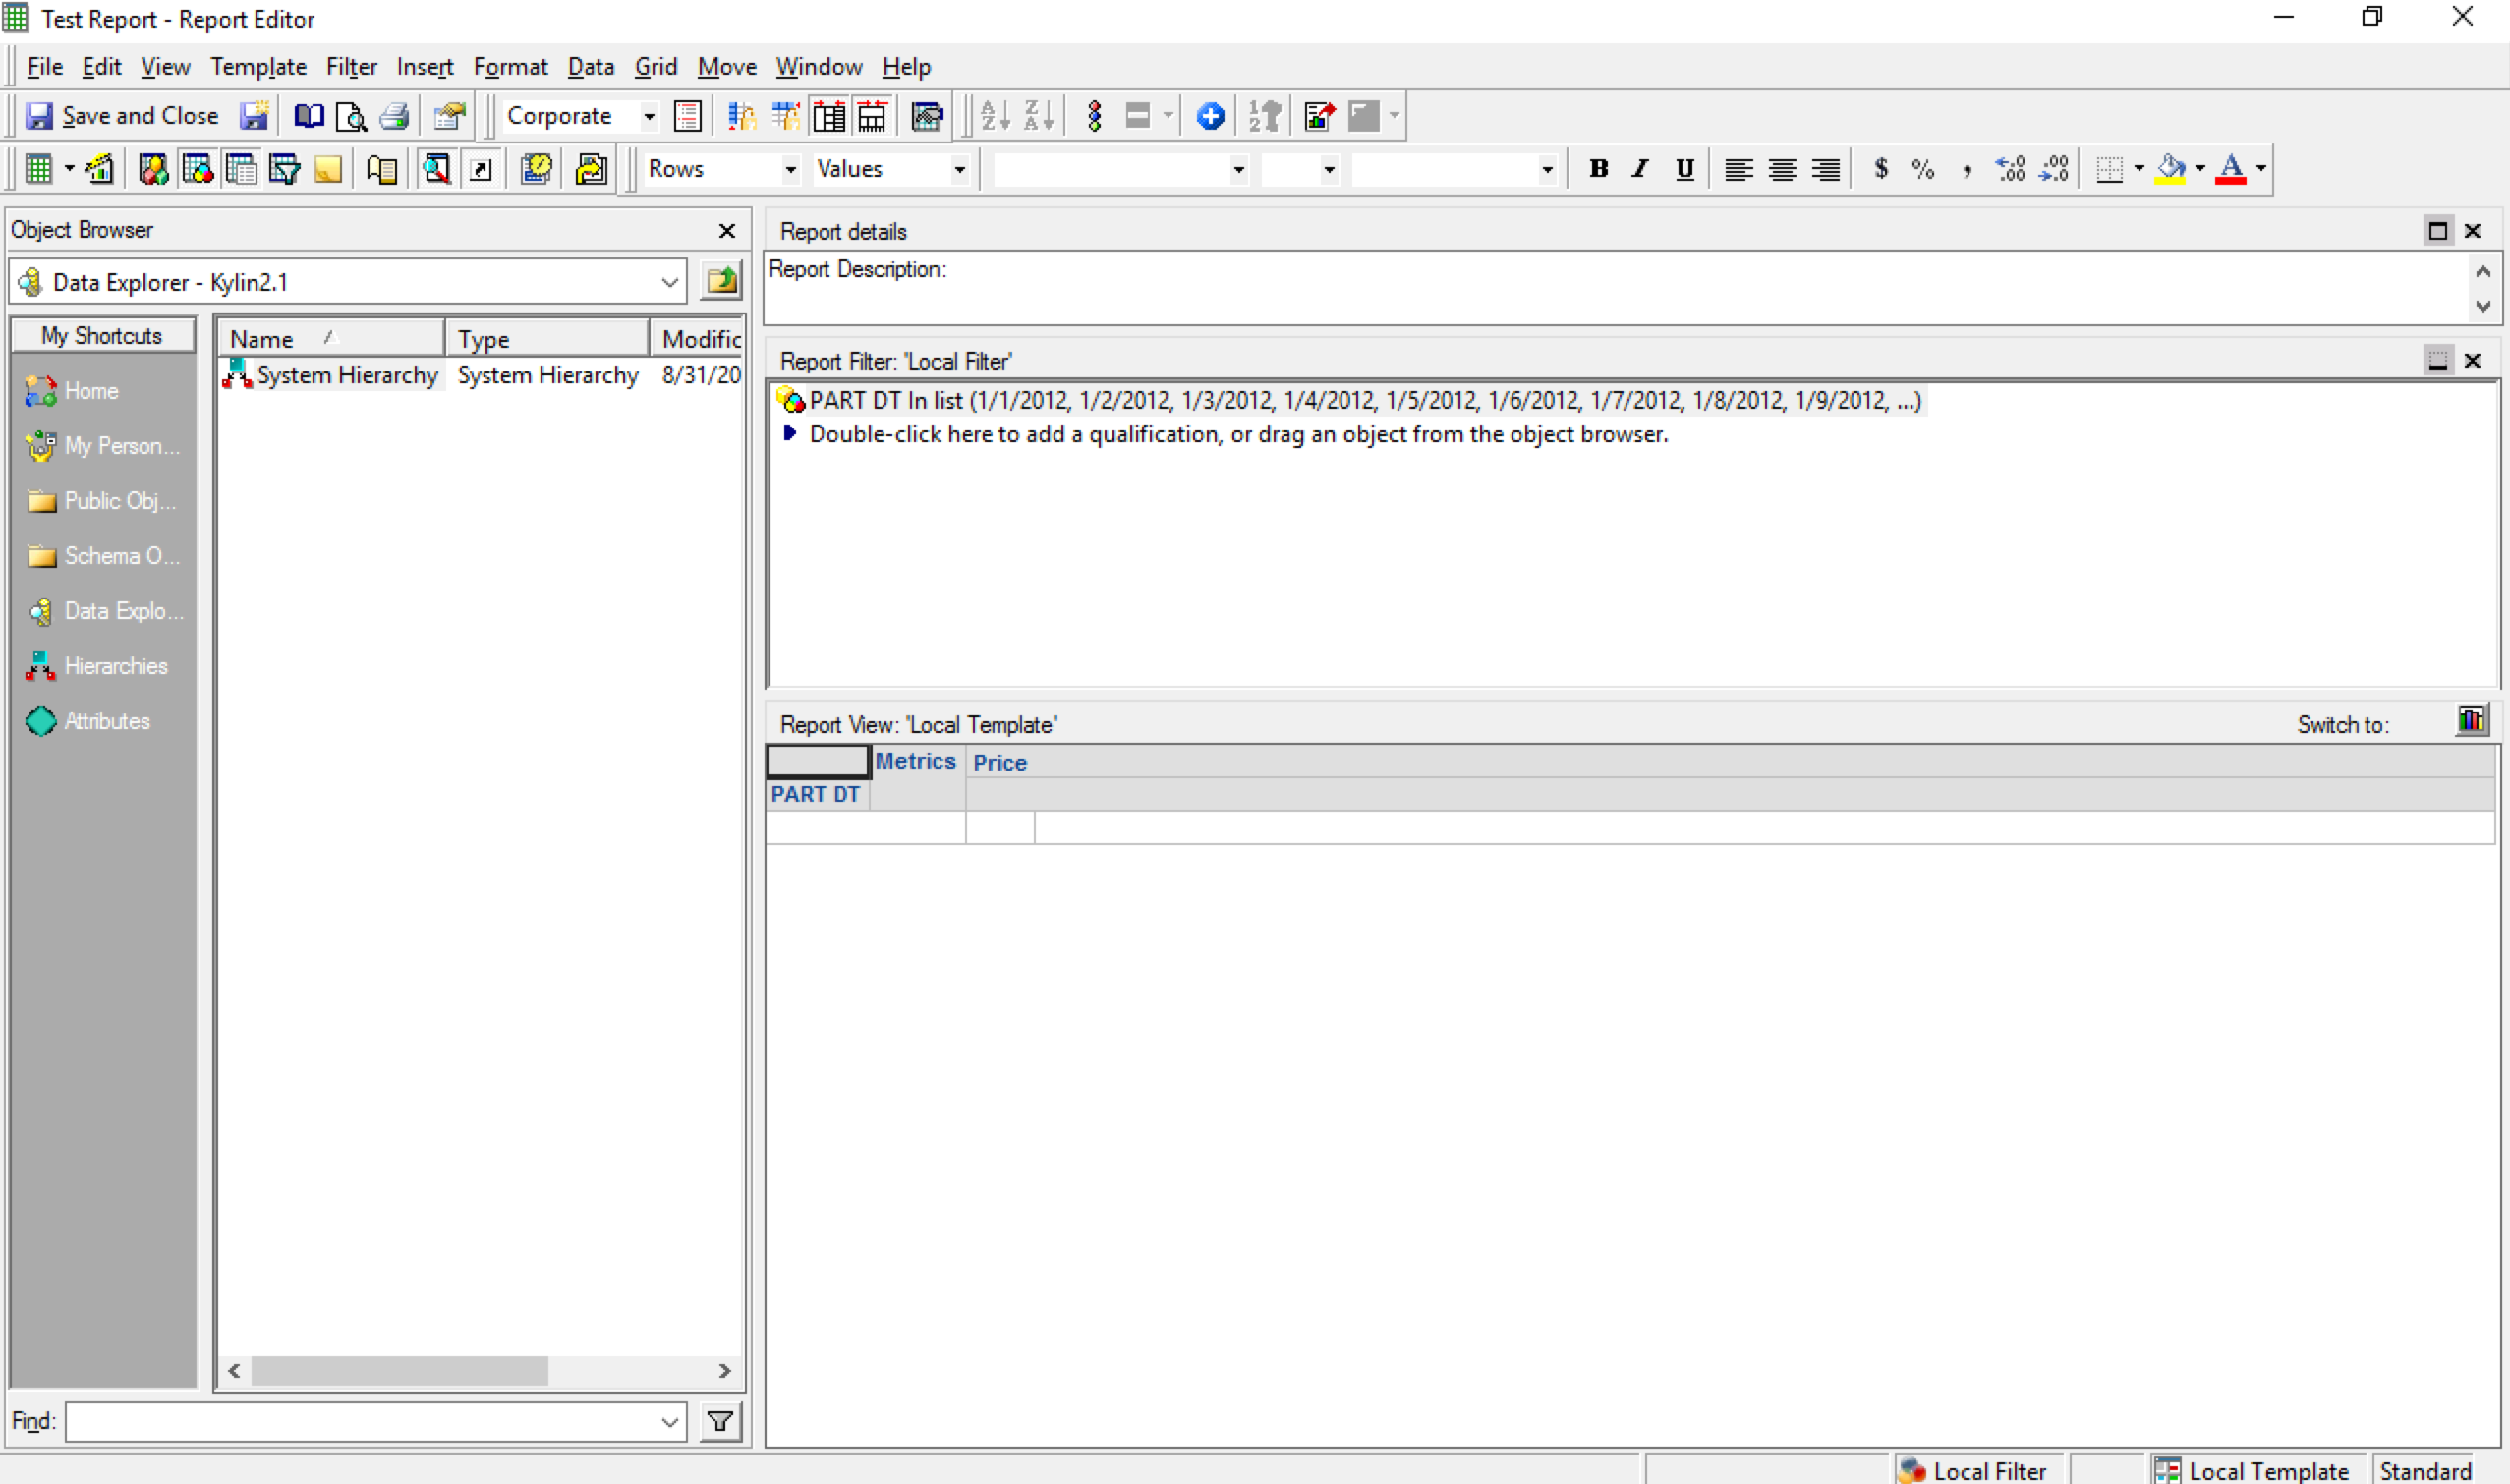 Test Report - Report Editor
File Edit View Template Filter Insert Format Data Grid Move Window Help
Save and Close Corporate
Rows Values B I U $ % ,
Object Browser
Data Explorer - Kylin2.1
My Shortcuts
Home
My Person...
Public Obj...
Schema O...
Data Explo...
Hierarchies
Attributes
Name Type Modific
System Hierarchy System Hierarchy 8/31/20
Find:
Report details
Report Description:
Report Filter: 'Local Filter'
PART DT In list (1/1/2012, 1/2/2012, 1/3/2012, 1/4/2012, 1/5/2012, 1/6/2012, 1/7/2012, 1/8/2012, 1/9/2012, ...)
Double-click here to add a qualification, or drag an object from the object browser.
Report View: 'Local Template' Switch to:
Metrics Price
PART DT
Local Filter Local Template Standard